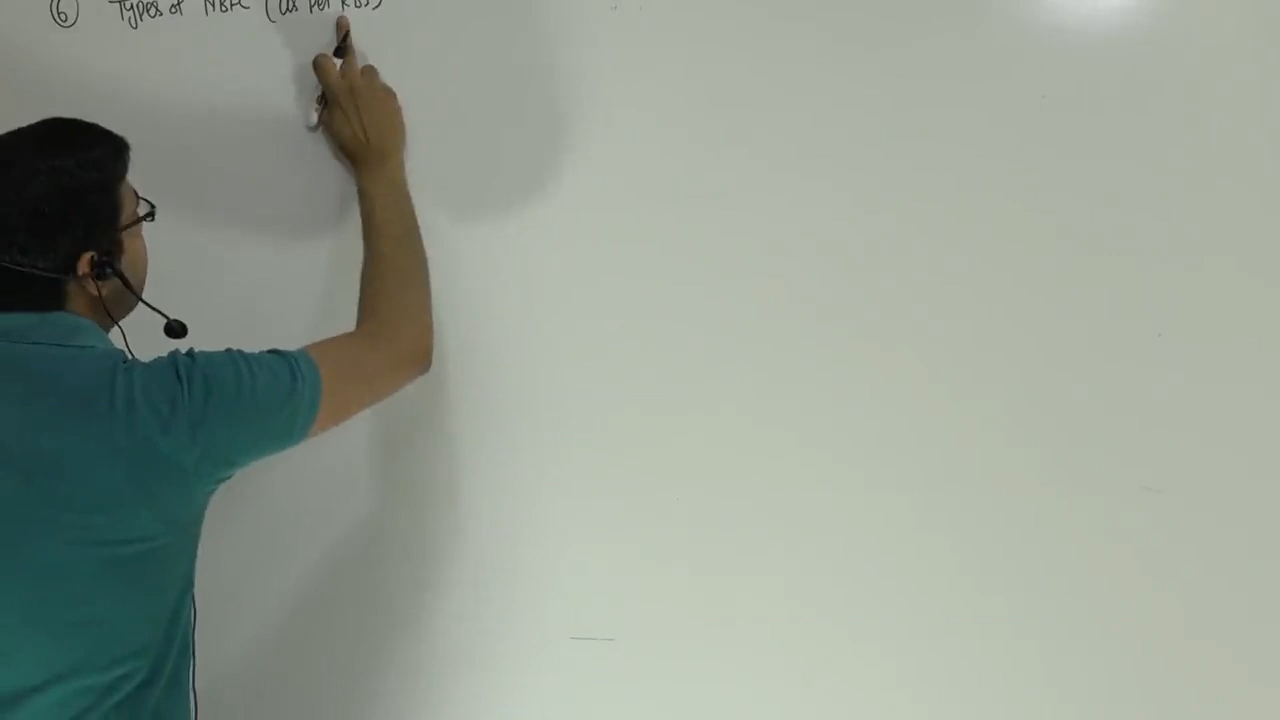 ⑥ Types of NBFC (as per RBI)